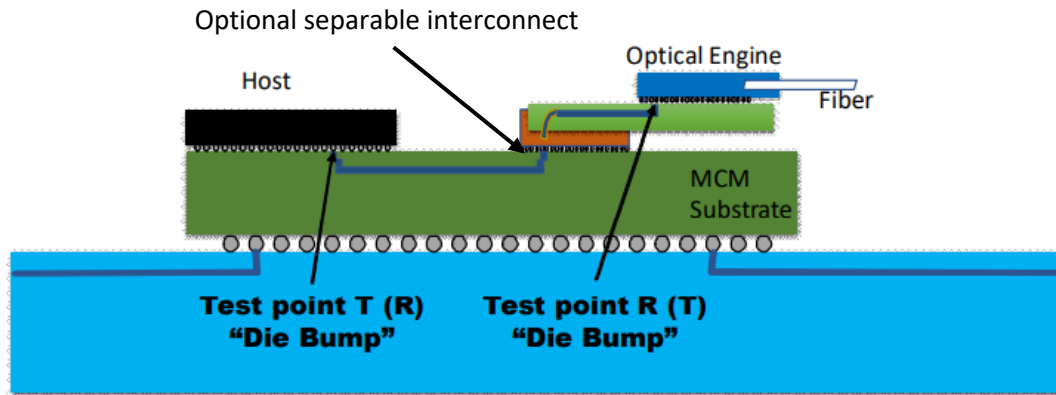 Optional separable interconnect
Optical Engine
Host
Fiber
MCM
Substrate
Test point T (R)
“Die Bump”
Test point R (T)
“Die Bump”